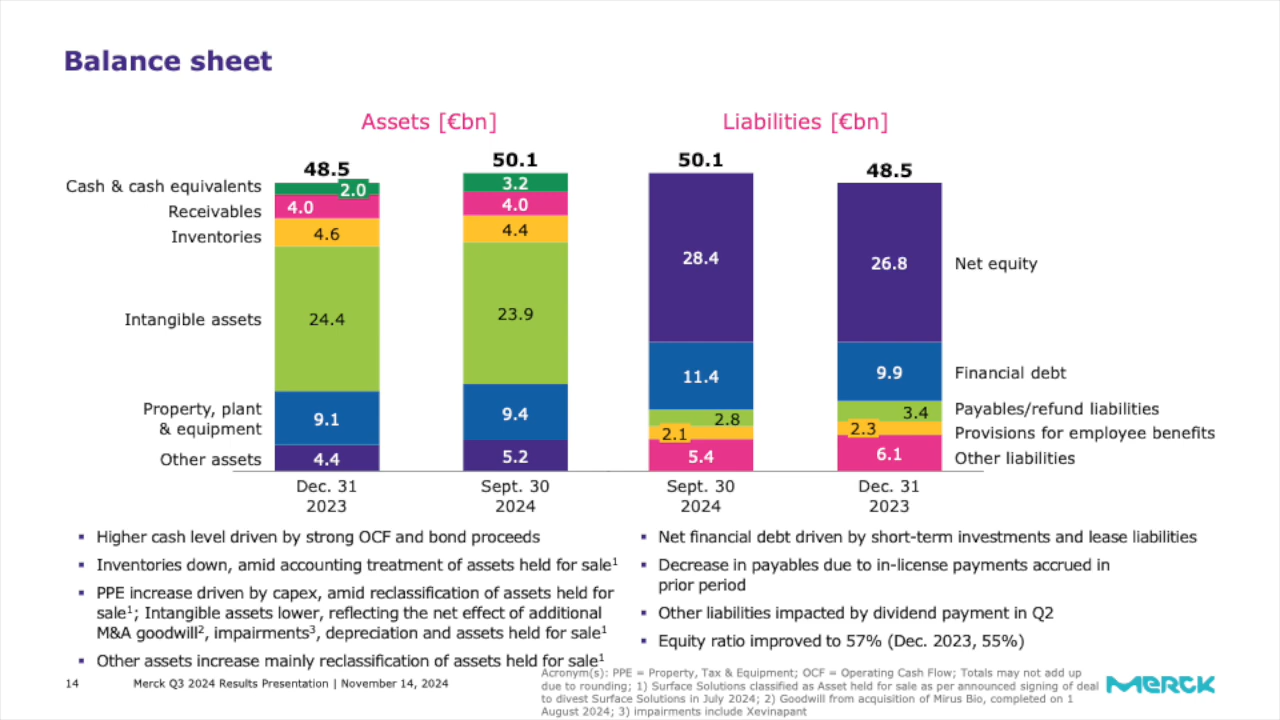 Balance sheet
Assets [€bn]
Liabilities [€bn]
48.5
50.1
50.1
48.5
Cash & cash equivalents
Receivables
Inventories
Intangible assets
Property, plant
& equipment
Other assets
2.0
4.0
4.6
24.4
9.1
4.4
3.2
4.0
4.4
23.9
9.4
5.2
28.4
11.4
2.8
2.1
5.4
26.8
9.9
3.4
2.3
6.1
Net equity
Financial debt
Payables/refund liabilities
Provisions for employee benefits
Other liabilities
Dec. 31
2023
Sept. 30
2024
Sept. 30
2024
Dec. 31
2023
▪ Higher cash level driven by strong OCF and bond proceeds
▪ Inventories down, amid accounting treatment of assets held for sale¹
▪ PPE increase driven by capex, amid reclassification of assets held for
sale¹; Intangible assets lower, reflecting the net effect of additional
M&A goodwill², impairments³, depreciation and assets held for sale¹
▪ Other assets increase mainly reclassification of assets held for sale¹
▪ Net financial debt driven by short-term investments and lease liabilities
▪ Decrease in payables due to in-license payments accrued in
prior period
▪ Other liabilities impacted by dividend payment in Q2
▪ Equity ratio improved to 57% (Dec. 2023, 55%)
14
Merck Q3 2024 Results Presentation | November 14, 2024
Acronym(s): PPE = Property, Tax & Equipment; OCF = Operating Cash Flow; Totals may not add up
due to rounding; 1) Surface Solutions classified as Asset held for sale as per announced signing of deal
to divest Surface Solutions in July 2024; 2) Goodwill from acquisition of Mirus Bio, completed on 1
August 2024; 3) impairments include Xevinapant
MERCK